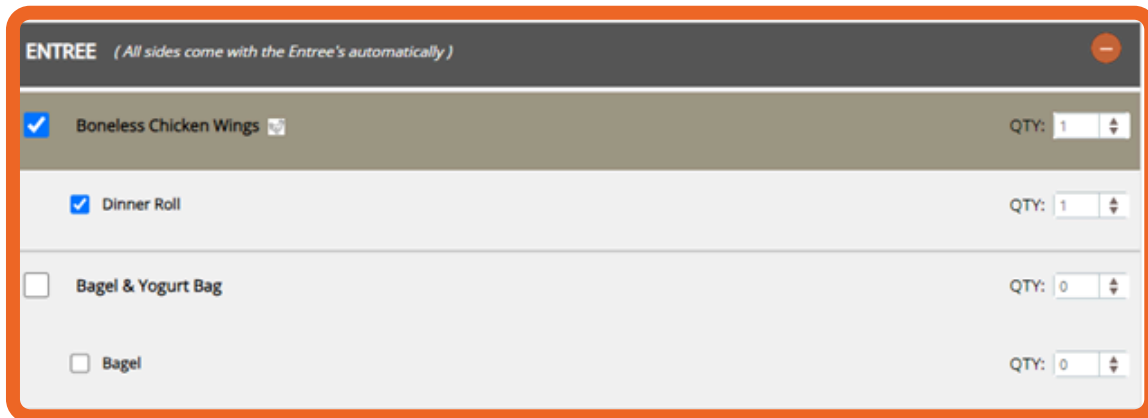 ENTREE ( All sides come with the Entree's automatically )
Boneless Chicken Wings QTY: 1
Dinner Roll QTY: 1
Bagel & Yogurt Bag QTY: 0
Bagel QTY: 0